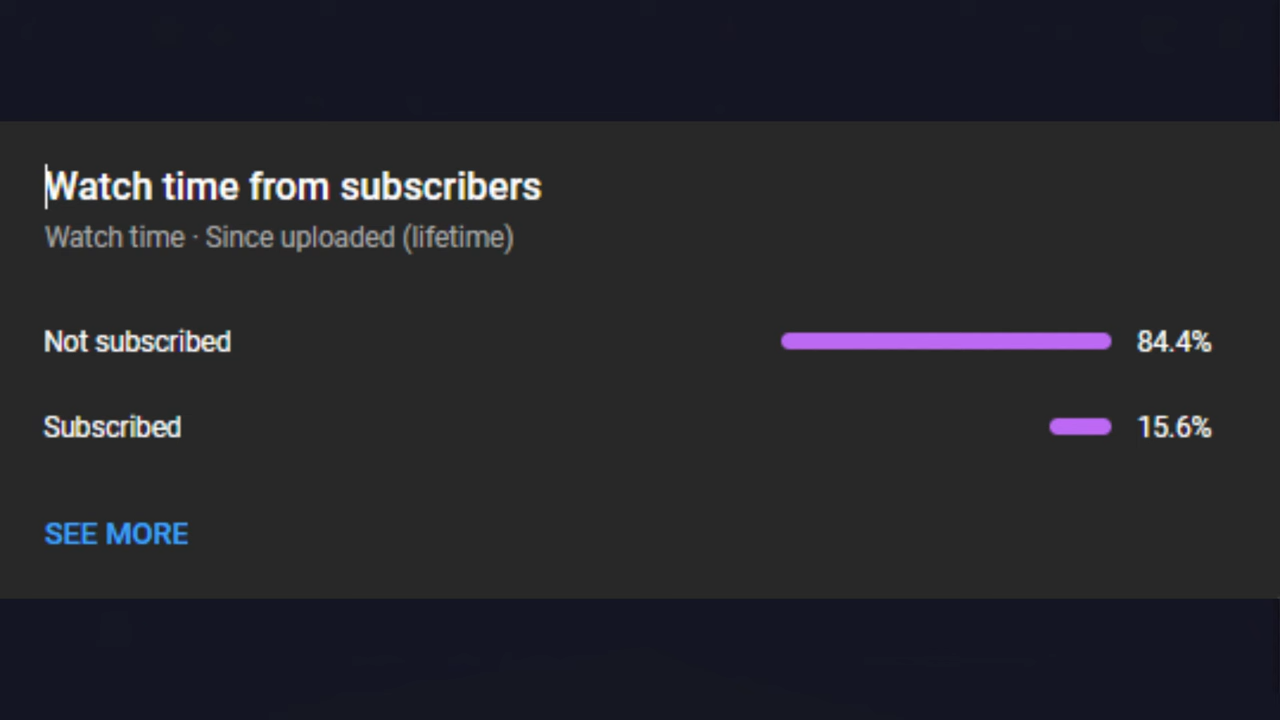 Watch time from subscribers
Watch time · Since uploaded (lifetime)
Not subscribed 84.4%
Subscribed 15.6%
SEE MORE